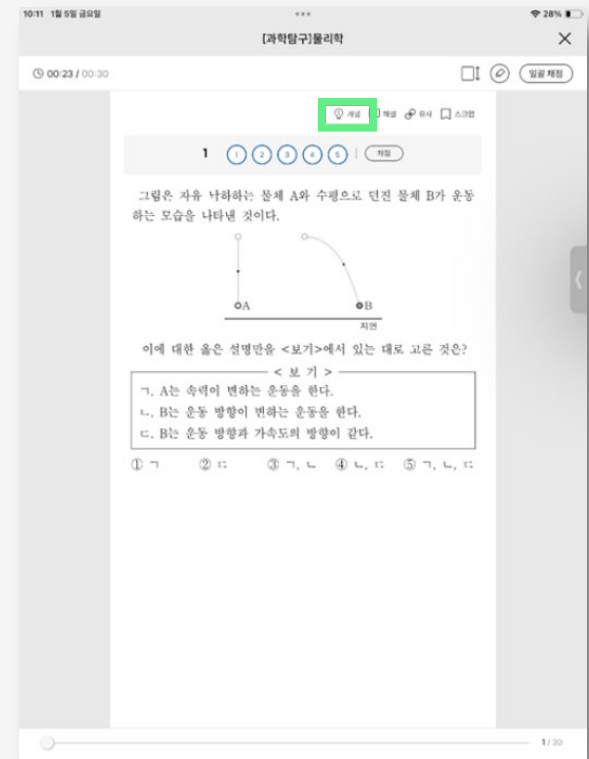 10:11 1월 5일 금요일
28%
[과학탐구]물리학
00:23 / 00:30
일괄 채점
개념 해설 유사 스크랩
1 1 2 3 4 5 채점
그림은 자유 낙하하는 물체 A와 수평으로 던진 물체 B가 운동
하는 모습을 나타낸 것이다.
A B
지면
이에 대한 옳은 설명만을 <보기>에서 있는 대로 고른 것은?
< 보 기 >
ㄱ. A는 속력이 변하는 운동을 한다.
ㄴ. B는 운동 방향이 변하는 운동을 한다.
ㄷ. B는 운동 방향과 가속도의 방향이 같다.
① ㄱ ② ㄷ ③ ㄱ, ㄴ ④ ㄴ, ㄷ ⑤ ㄱ, ㄴ, ㄷ
1 / 30